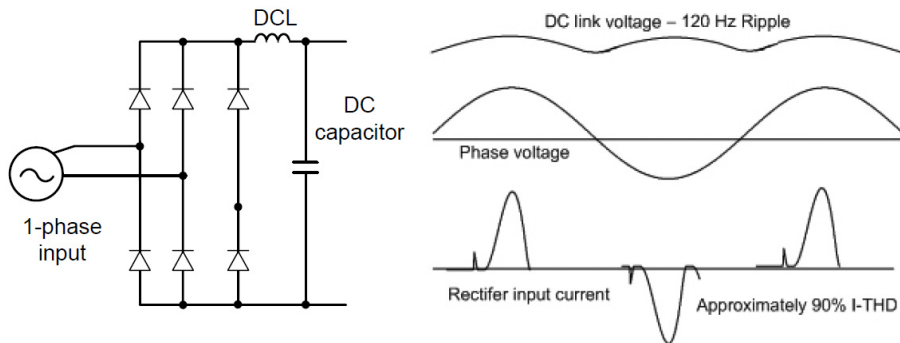 DCL
DC
capacitor
1-phase
input
DC link voltage – 120 Hz Ripple
Phase voltage
Rectifer input current
Approximately 90% I-THD